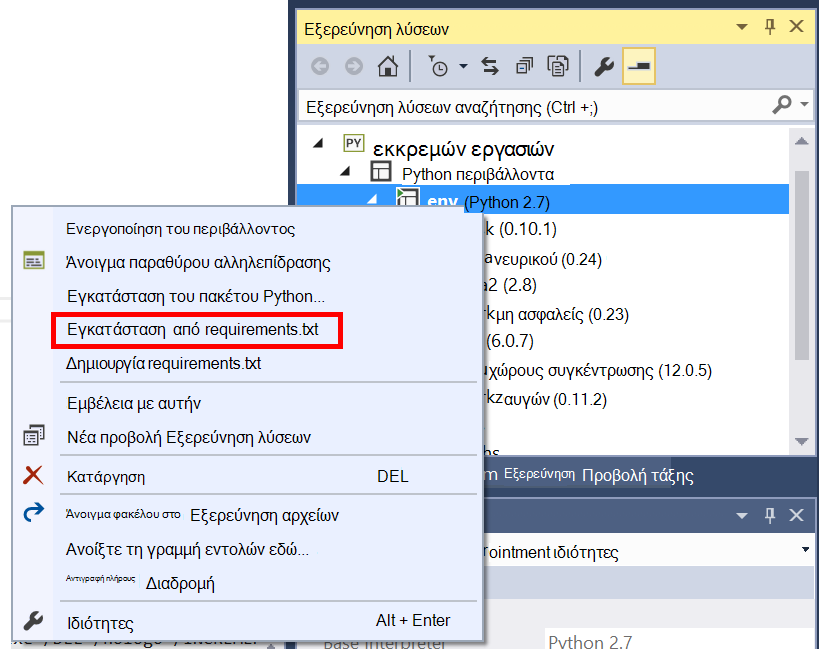 Εξερεύνηση λύσεων
Εξερεύνηση λύσεων αναζήτησης (Ctrl +;)
PY εκκρεμών εργασιών
Python περιβάλλοντα
env (Python 2.7)
k (0.10.1)
ανευρικού (0.24)
a2 (2.8)
rkμη ασφαλείς (0.23)
(6.0.7)
χώρους συγκέντρωσης (12.0.5)
rkzαυγών (0.11.2)
hs
Ενεργοποίηση του περιβάλλοντος
Άνοιγμα παραθύρου αλληλεπίδρασης
Εγκατάσταση του πακέτου Python...
Εγκατάσταση από requirements.txt
Δημιουργία requirements.txt
Εμβέλεια με αυτήν
Νέα προβολή Εξερεύνηση λύσεων
Κατάργηση DEL
Άνοιγμα φακέλου στο Εξερεύνηση αρχείων
Ανοίξτε τη γραμμή εντολών εδώ...
Αντιγραφή πλήρους Διαδρομή
Ιδιότητες Alt + Enter
m Εξερεύνηση Προβολή τάξης
ointment ιδιότητες
Base Interpreter Python 2.7